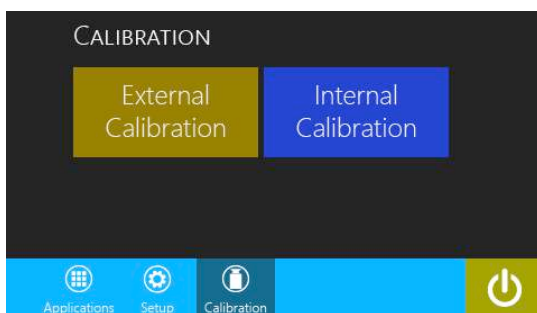 CALIBRATION
External
Calibration
Internal
Calibration
Applications
Setup
Calibration